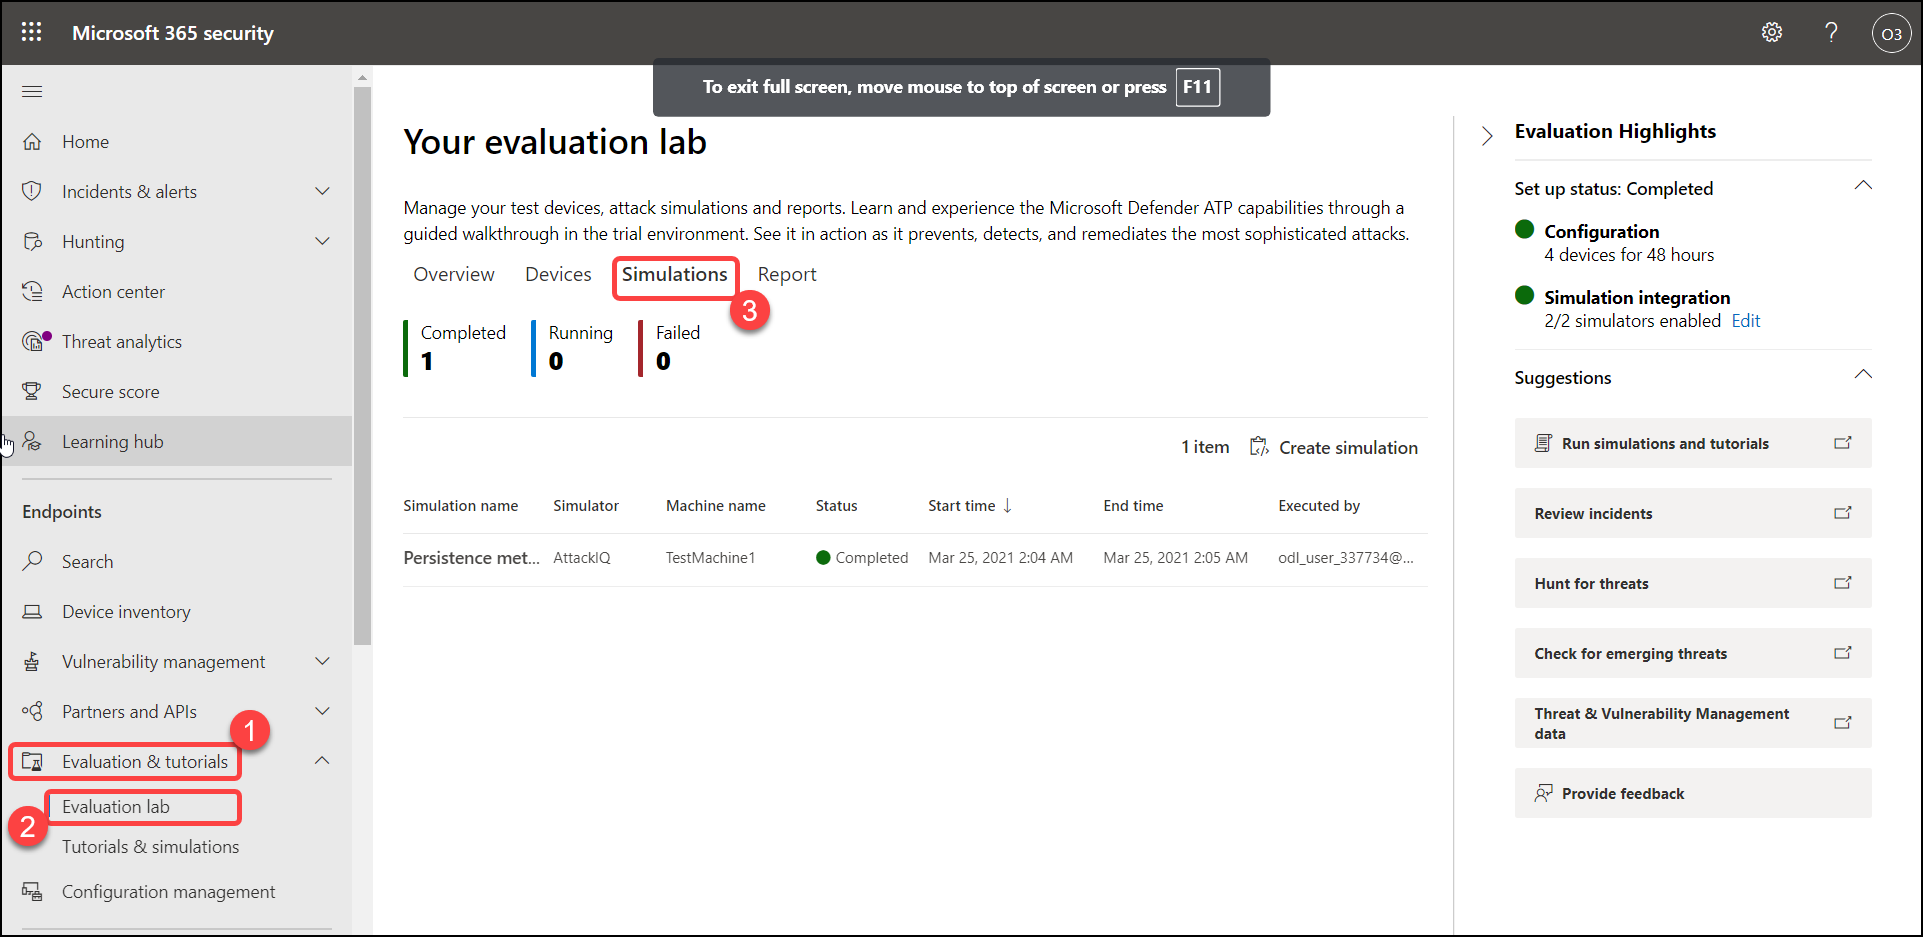 Microsoft 365 security
O3
To exit full screen, move mouse to top of screen or press F11
Home
Incidents & alerts
Hunting
Action center
Threat analytics
Secure score
Learning hub
Endpoints
Search
Device inventory
Vulnerability management
Partners and APIs
1
Evaluation & tutorials
Evaluation lab
2
Tutorials & simulations
Configuration management
Your evaluation lab
Manage your test devices, attack simulations and reports. Learn and experience the Microsoft Defender ATP capabilities through a
guided walkthrough in the trial environment. See it in action as it prevents, detects, and remediates the most sophisticated attacks.
Overview Devices Simulations Report
3
Completed Running Failed
1 0 0
1 item Create simulation
Simulation name Simulator Machine name Status Start time ↓ End time Executed by
Persistence met... AttackIQ TestMachine1 Completed Mar 25, 2021 2:04 AM Mar 25, 2021 2:05 AM odl_user_337734@...
Evaluation Highlights
Set up status: Completed
Configuration
4 devices for 48 hours
Simulation integration
2/2 simulators enabled Edit
Suggestions
Run simulations and tutorials
Review incidents
Hunt for threats
Check for emerging threats
Threat & Vulnerability Management
data
Provide feedback